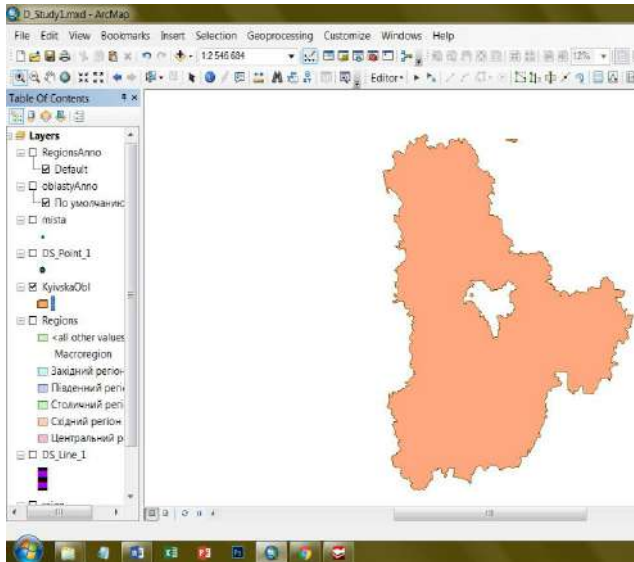 D_Study1.mxd - ArcMap
File Edit View Bookmarks Insert Selection Geoprocessing Customize Windows Help
1:2 546 684
12%
Editor
Table Of Contents
Layers
RegionsAnno
Default
oblastyAnno
По умолчанию
mista
DS_Point_1
KyivskaObl
Regions
<all other values
Macroregion
Західний регіон
Південний регі
Столичний регі
Східний регіон
Центральний р
DS_Line_1